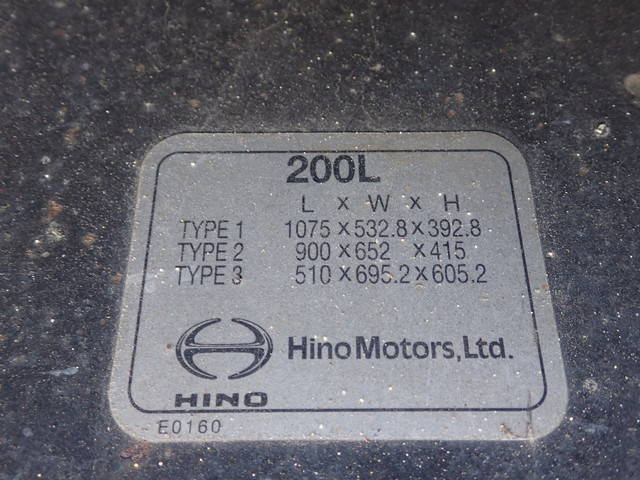 200L
L x W x H
TYPE 1 1075 x 532.8 x 392.8
TYPE 2 900 x 652 x 415
TYPE 3 510 x 695.2 x 605.2
Hino Motors, Ltd.
HINO
E0160